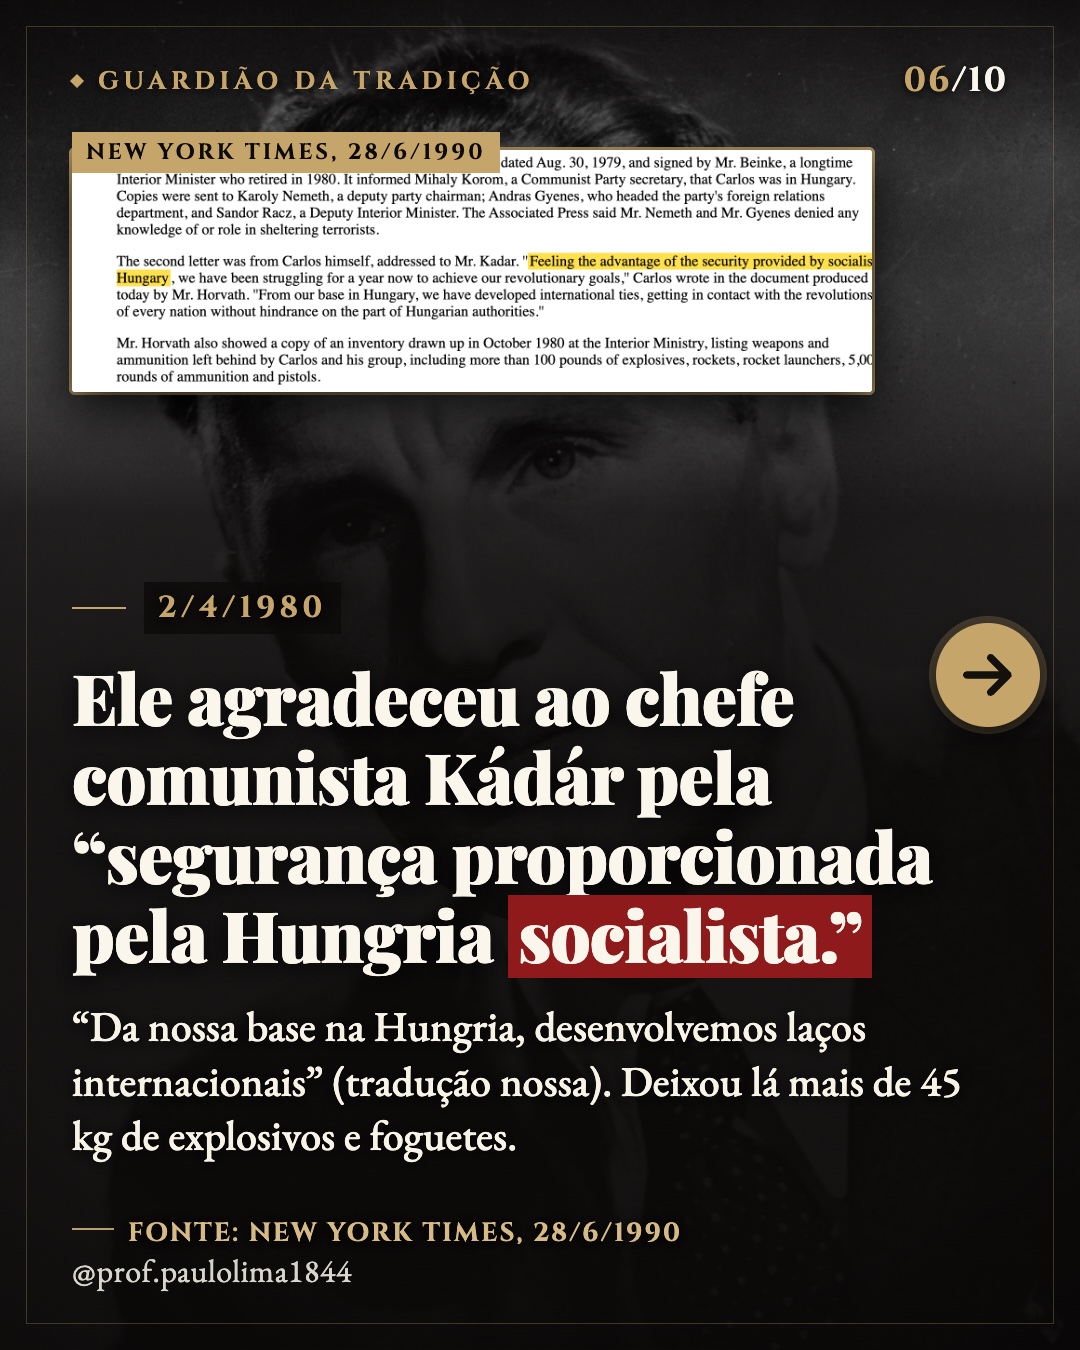 GUARDIÃO DA TRADIÇÃO
06/10
NEW YORK TIMES, 28/6/1990
dated Aug. 30, 1979, and signed by Mr. Beinke, a longtime
Interior Minister who retired in 1980. It informed Mihaly Korom, a Communist Party secretary, that Carlos was in Hungary.
Copies were sent to Karoly Nemeth, a deputy party chairman; Andras Gyenes, who headed the party's foreign relations
department, and Sandor Racz, a Deputy Interior Minister. The Associated Press said Mr. Nemeth and Mr. Gyenes denied any
knowledge of or role in sheltering terrorists.
The second letter was from Carlos himself, addressed to Mr. Kadar. "Feeling the advantage of the security provided by socialis
Hungary, we have been struggling for a year now to achieve our revolutionary goals," Carlos wrote in the document produced
today by Mr. Horvath. "From our base in Hungary, we have developed international ties, getting in contact with the revolutions
of every nation without hindrance on the part of Hungarian authorities."
Mr. Horvath also showed a copy of an inventory drawn up in October 1980 at the Interior Ministry, listing weapons and
ammunition left behind by Carlos and his group, including more than 100 pounds of explosives, rockets, rocket launchers, 5,00
rounds of ammunition and pistols.
2/4/1980
Ele agradeceu ao chefe
comunista Kádár pela
“segurança proporcionada
pela Hungria socialista.”
“Da nossa base na Hungria, desenvolvemos laços
internacionais” (tradução nossa). Deixou lá mais de 45
kg de explosivos e foguetes.
FONTE: NEW YORK TIMES, 28/6/1990
@prof.paulolima1844